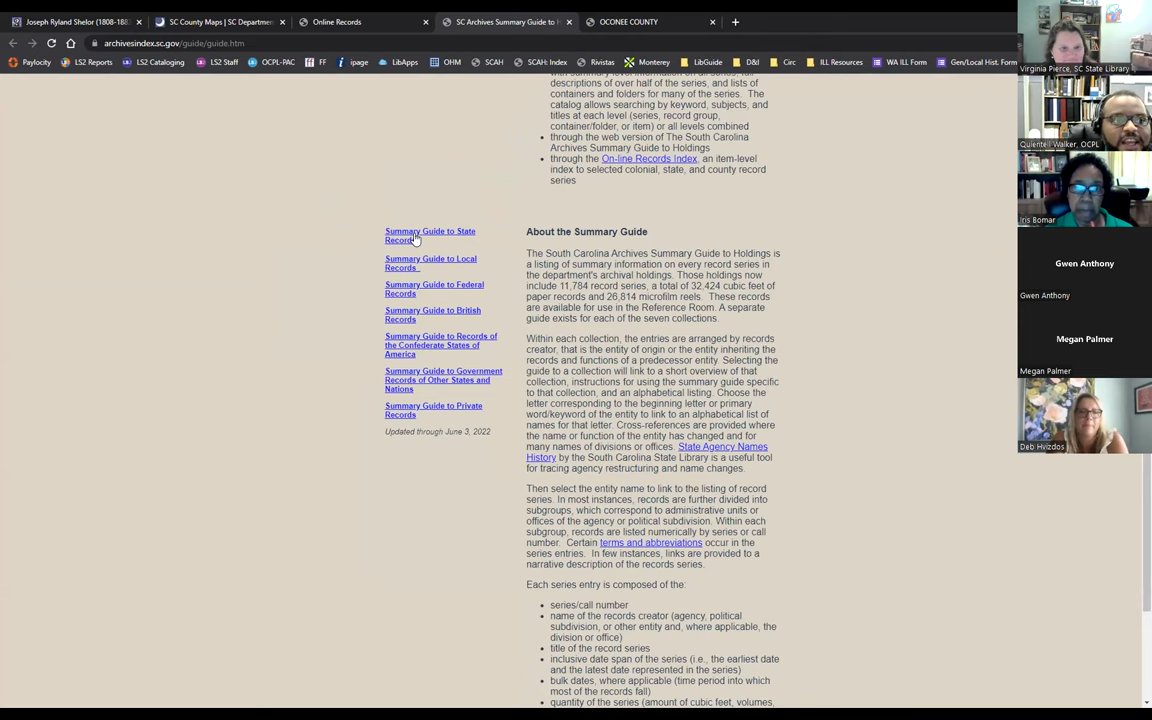 Joseph Ryland Shelor (1808-188
SC County Maps | SC Departmen
Online Records
SC Archives Summary Guide to H
OCONEE COUNTY
archivesindex.sc.gov/guide/guide.htm
Paylocity
LS2 Reports
LS2 Cataloging
LS2 Staff
OCPL-PAC
FF
ipage
LibApps
OHM
SCAH
SCAH: Index
Rivistas
Monterey
LibGuide
D&I
Circ
ILL Resources
WA ILL Form
Gen/Local Hist. Form
descriptions of over half of the series, and lists of
containers and folders for many of the series. The
catalog allows searching by keyword, subjects, and
titles at each level (series, record group,
container/folder, or item) or all levels combined
through the web version of The South Carolina
Archives Summary Guide to Holdings
through the On-line Records Index, an item-level
index to selected colonial, state, and county record
series
Summary Guide to State
Records
Summary Guide to Local
Records
Summary Guide to Federal
Records
Summary Guide to British
Records
Summary Guide to Records of
the Confederate States of
America
Summary Guide to Government
Records of Other States and
Nations
Summary Guide to Private
Records
Updated through June 3, 2022
About the Summary Guide
The South Carolina Archives Summary Guide to Holdings is
a listing of summary information on every record series in
the department's archival holdings. Those holdings now
include 11,784 record series, a total of 32,424 cubic feet of
paper records and 26,814 microfilm reels. These records
are available for use in the Reference Room. A separate
guide exists for each of the seven collections.
Within each collection, the entries are arranged by records
creator, that is the entity of origin or the entity inheriting the
records and functions of a predecessor entity. Selecting the
guide to a collection will link to a short overview of that
collection, instructions for using the summary guide specific
to that collection, and an alphabetical listing. Choose the
letter corresponding to the beginning letter or primary
word/keyword of the entity to link to an alphabetical list of
names for that letter. Cross-references are provided where
the name or function of the entity has changed and for
many names of divisions or offices. State Agency Names
History by the South Carolina State Library is a useful tool
for tracing agency restructuring and name changes.
Then select the entity name to link to the listing of record
series. In most instances, records are further divided into
subgroups, which correspond to administrative units or
offices of the agency or political subdivision. Within each
subgroup, records are listed numerically by series or call
number. Certain terms and abbreviations occur in the
series entries. In few instances, links are provided to a
narrative description of the records series.
Each series entry is composed of the:
series/call number
name of the records creator (agency, political
subdivision, or other entity and, where applicable, the
division or office)
title of the record series
inclusive date span of the series (i.e., the earliest date
and the latest date represented in the series)
bulk dates, where applicable (time period into which
most of the records fall)
quantity of the series (amount of cubic feet, volumes,
Virginia Pierce, SC State Library
Quientell Walker, OCPL
Iris Bomar
Gwen Anthony
Gwen Anthony
Megan Palmer
Megan Palmer
Deb Hvizdos